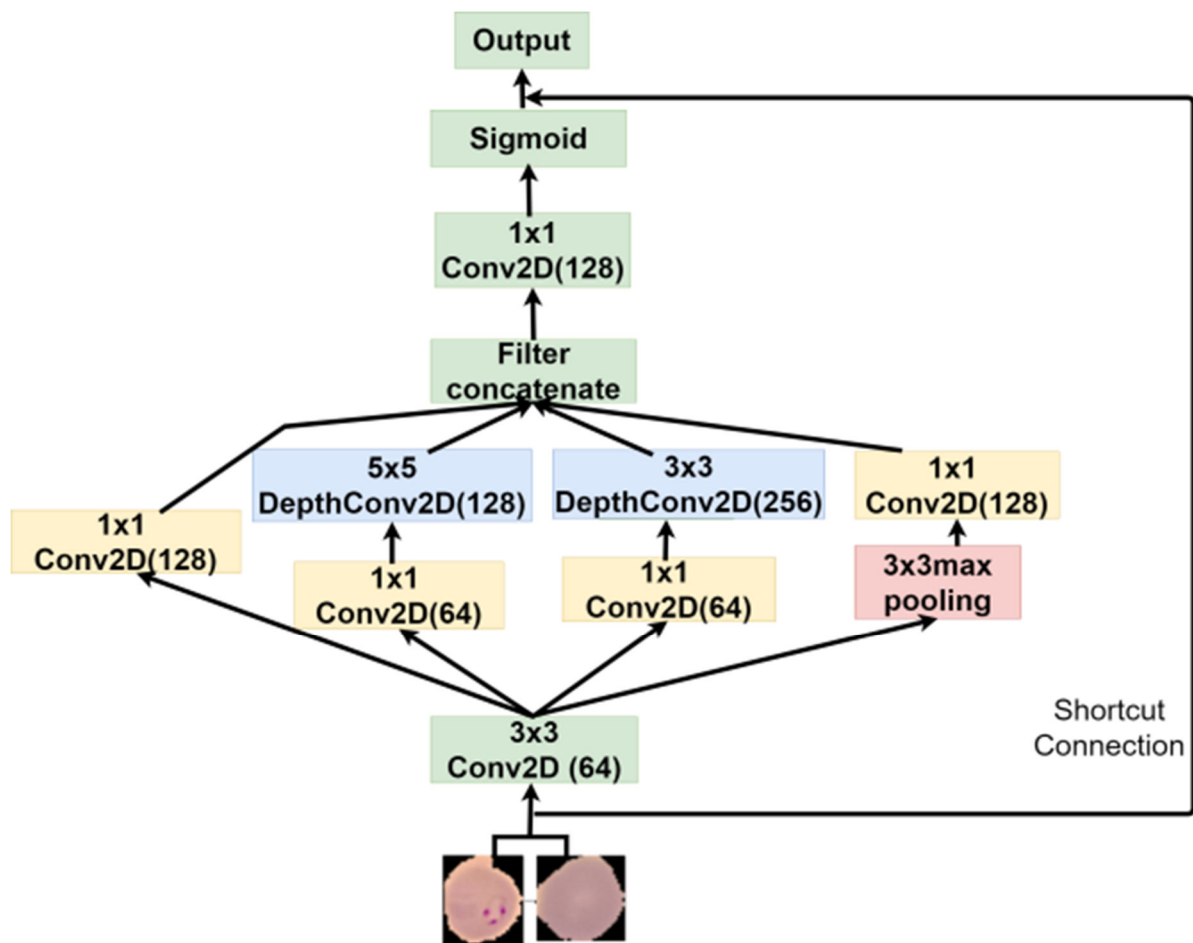 Output
Sigmoid
1x1
Conv2D(128)
Filter
concatenate
5x5
DepthConv2D(128)
3x3
DepthConv2D(256)
1x1
Conv2D(128)
1x1
Conv2D(128)
1x1
Conv2D(64)
1x1
Conv2D(64)
3x3max
pooling
3x3
Conv2D (64)
Shortcut
Connection